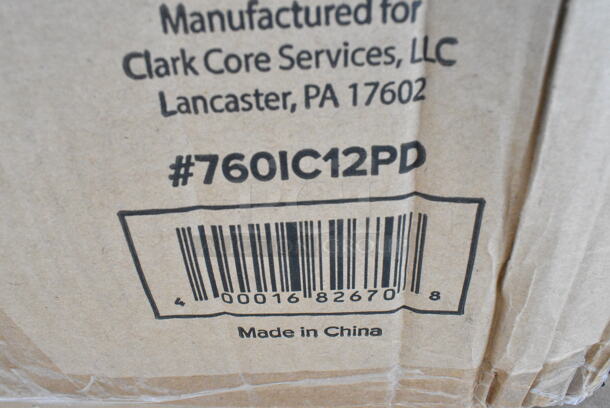 Manufactured for
Clark Core Services, LLC
Lancaster, PA 17602
#760IC12PD
4 00016 82670 8
Made in China